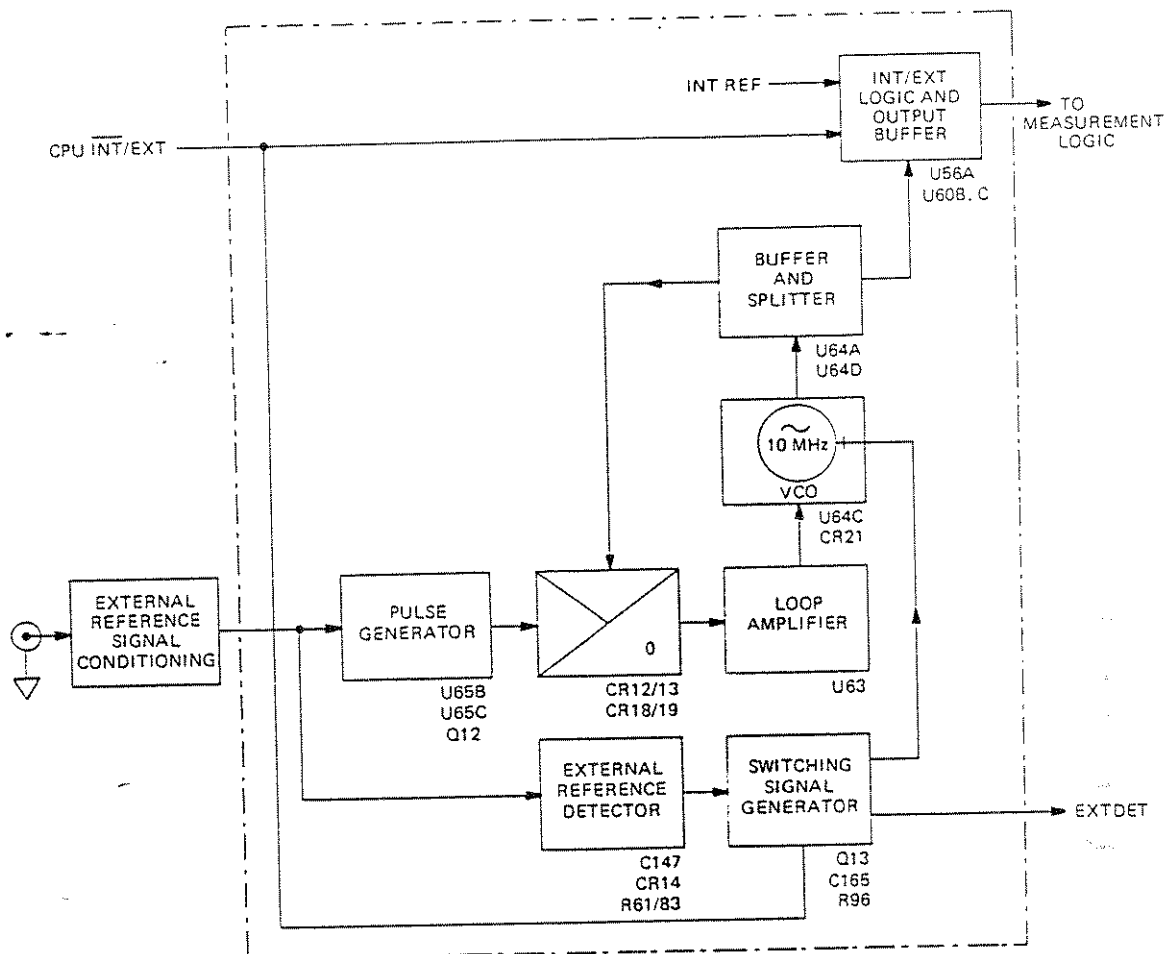 INT REF
INT/EXT
LOGIC AND
OUTPUT
BUFFER
TO
MEASUREMENT
LOGIC
CPU INT/EXT
U56A
U60B.C
BUFFER
AND
SPLITTER
U64A
U64D
10 MHz
VCO
U64C
CR21
EXTERNAL
REFERENCE
SIGNAL
CONDITIONING
PULSE
GENERATOR
0
LOOP
AMPLIFIER
U65B
U65C
Q12
CR12/13
CR18/19
U63
EXTERNAL
REFERENCE
DETECTOR
SWITCHING
SIGNAL
GENERATOR
EXTDET
C147
CR14
R61/83
Q13
C165
R96